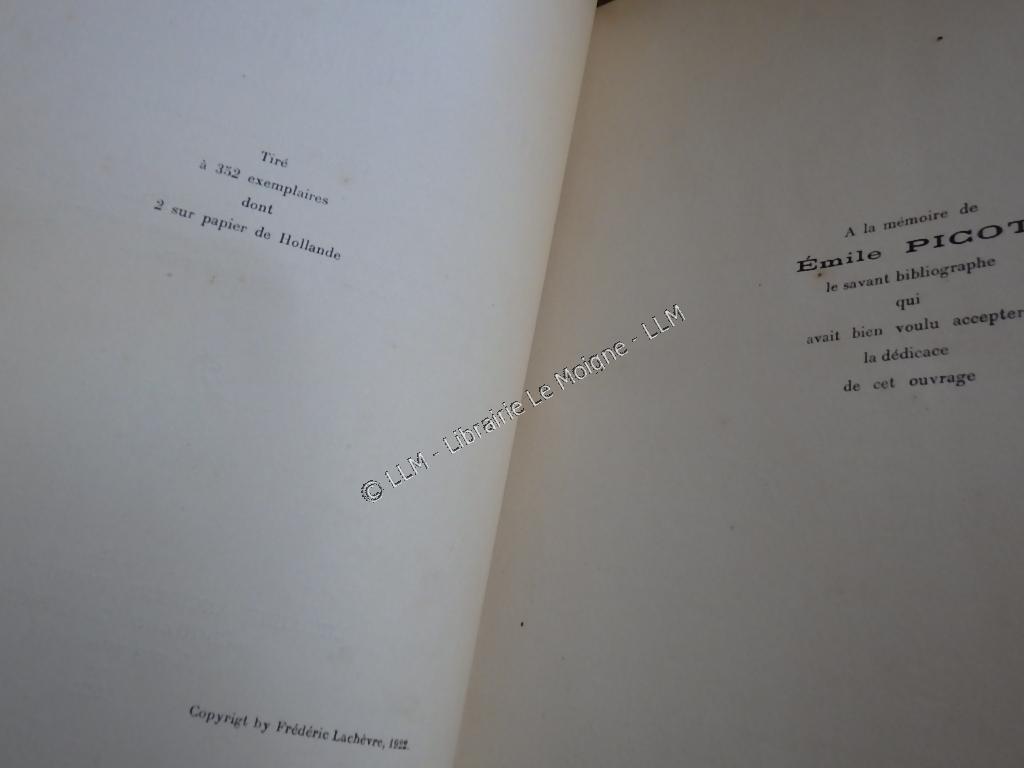 Tiré
à 352 exemplaires
dont
2 sur papier de Hollande
Copyrigt by Frédéric Lachèvre, 1922.
A la mémoire de
Émile PICOT
le savant bibliographe
qui
avait bien voulu accepter
la dédicace
de cet ouvrage
© LLM - Librairie Le Moigne - LLM